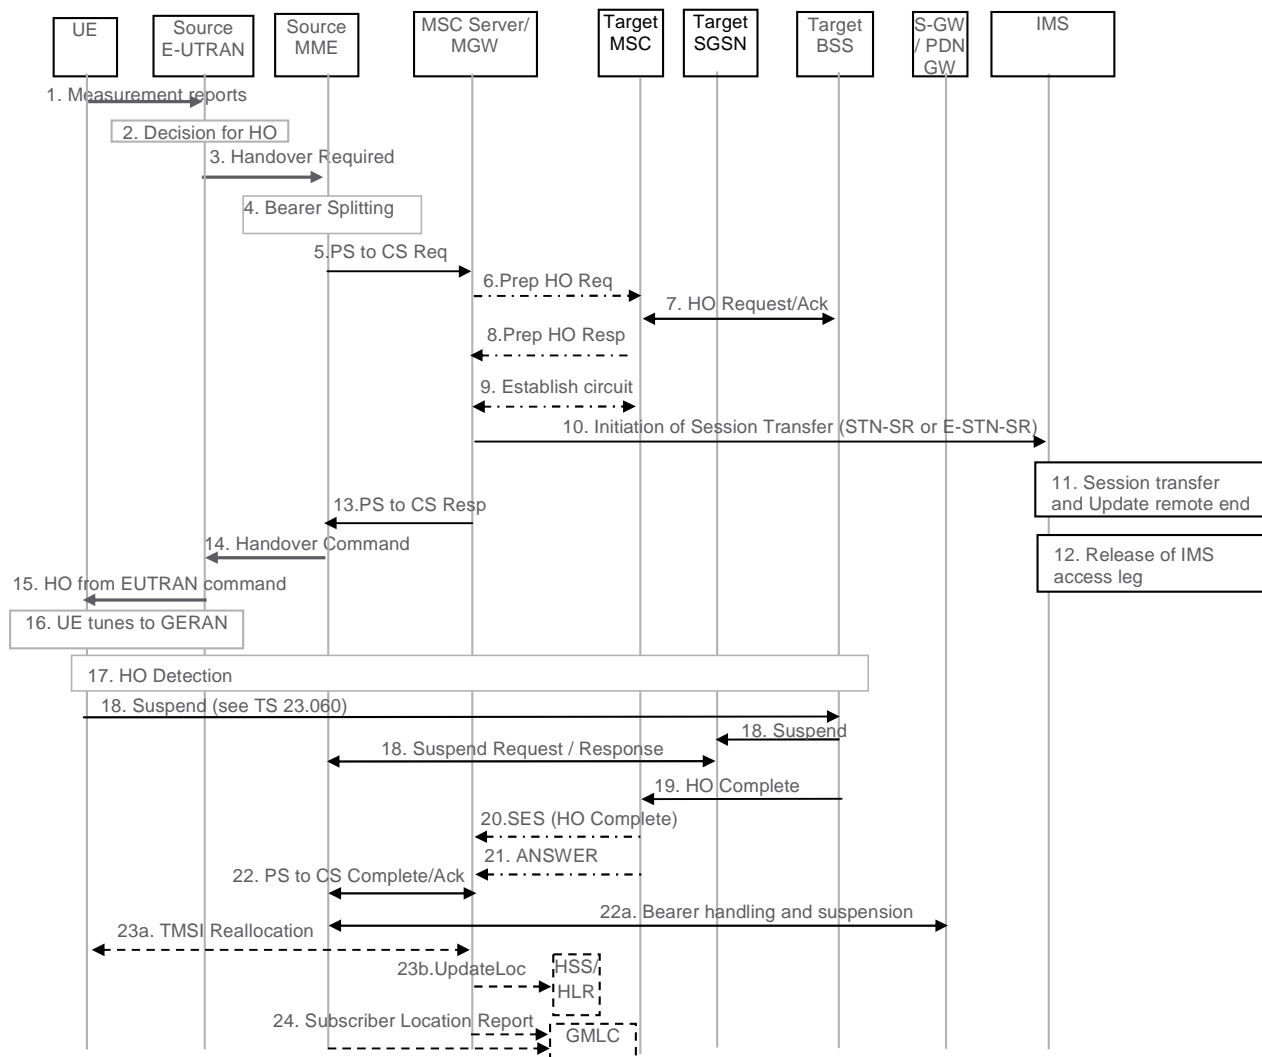 UE
Source
E-UTRAN
Source
MME
MSC Server/
MGW
Target
MSC
Target
SGSN
Target
BSS
S-GW
/ PDN
GW
IMS
1. Measurement reports
2. Decision for HO
3. Handover Required
4. Bearer Splitting
5.PS to CS Req
6.Prep HO Req
7. HO Request/Ack
8.Prep HO Resp
9. Establish circuit
10. Initiation of Session Transfer (STN-SR or E-STN-SR)
11. Session transfer
and Update remote end
13.PS to CS Resp
14. Handover Command
12. Release of IMS
access leg
15. HO from EUTRAN command
16. UE tunes to GERAN
17. HO Detection
18. Suspend (see TS 23.060)
18. Suspend
18. Suspend Request / Response
19. HO Complete
20.SES (HO Complete)
21. ANSWER
22. PS to CS Complete/Ack
22a. Bearer handling and suspension
23a. TMSI Reallocation
23b.UpdateLoc
HSS/
HLR
24. Subscriber Location Report
GMLC